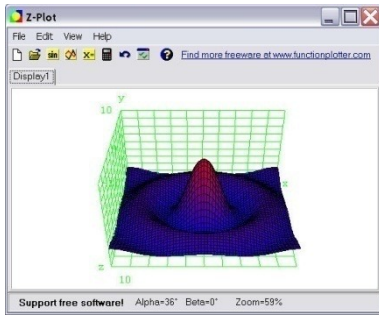 Z-Plot
File Edit View Help
sin x- ? Find more freeware at www.functionplotter.com
Display1
y
10
x
z
10
Support free software! Alpha=36° Beta=0° Zoom=59%